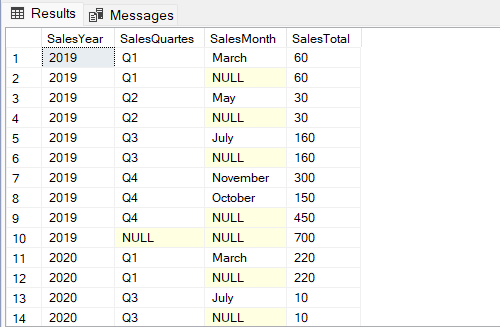 Results Messages
SalesYear SalesQuartes SalesMonth SalesTotal
1 2019 Q1 March 60
2 2019 Q1 NULL 60
3 2019 Q2 May 30
4 2019 Q2 NULL 30
5 2019 Q3 July 160
6 2019 Q3 NULL 160
7 2019 Q4 November 300
8 2019 Q4 October 150
9 2019 Q4 NULL 450
10 2019 NULL NULL 700
11 2020 Q1 March 220
12 2020 Q1 NULL 220
13 2020 Q3 July 10
14 2020 Q3 NULL 10